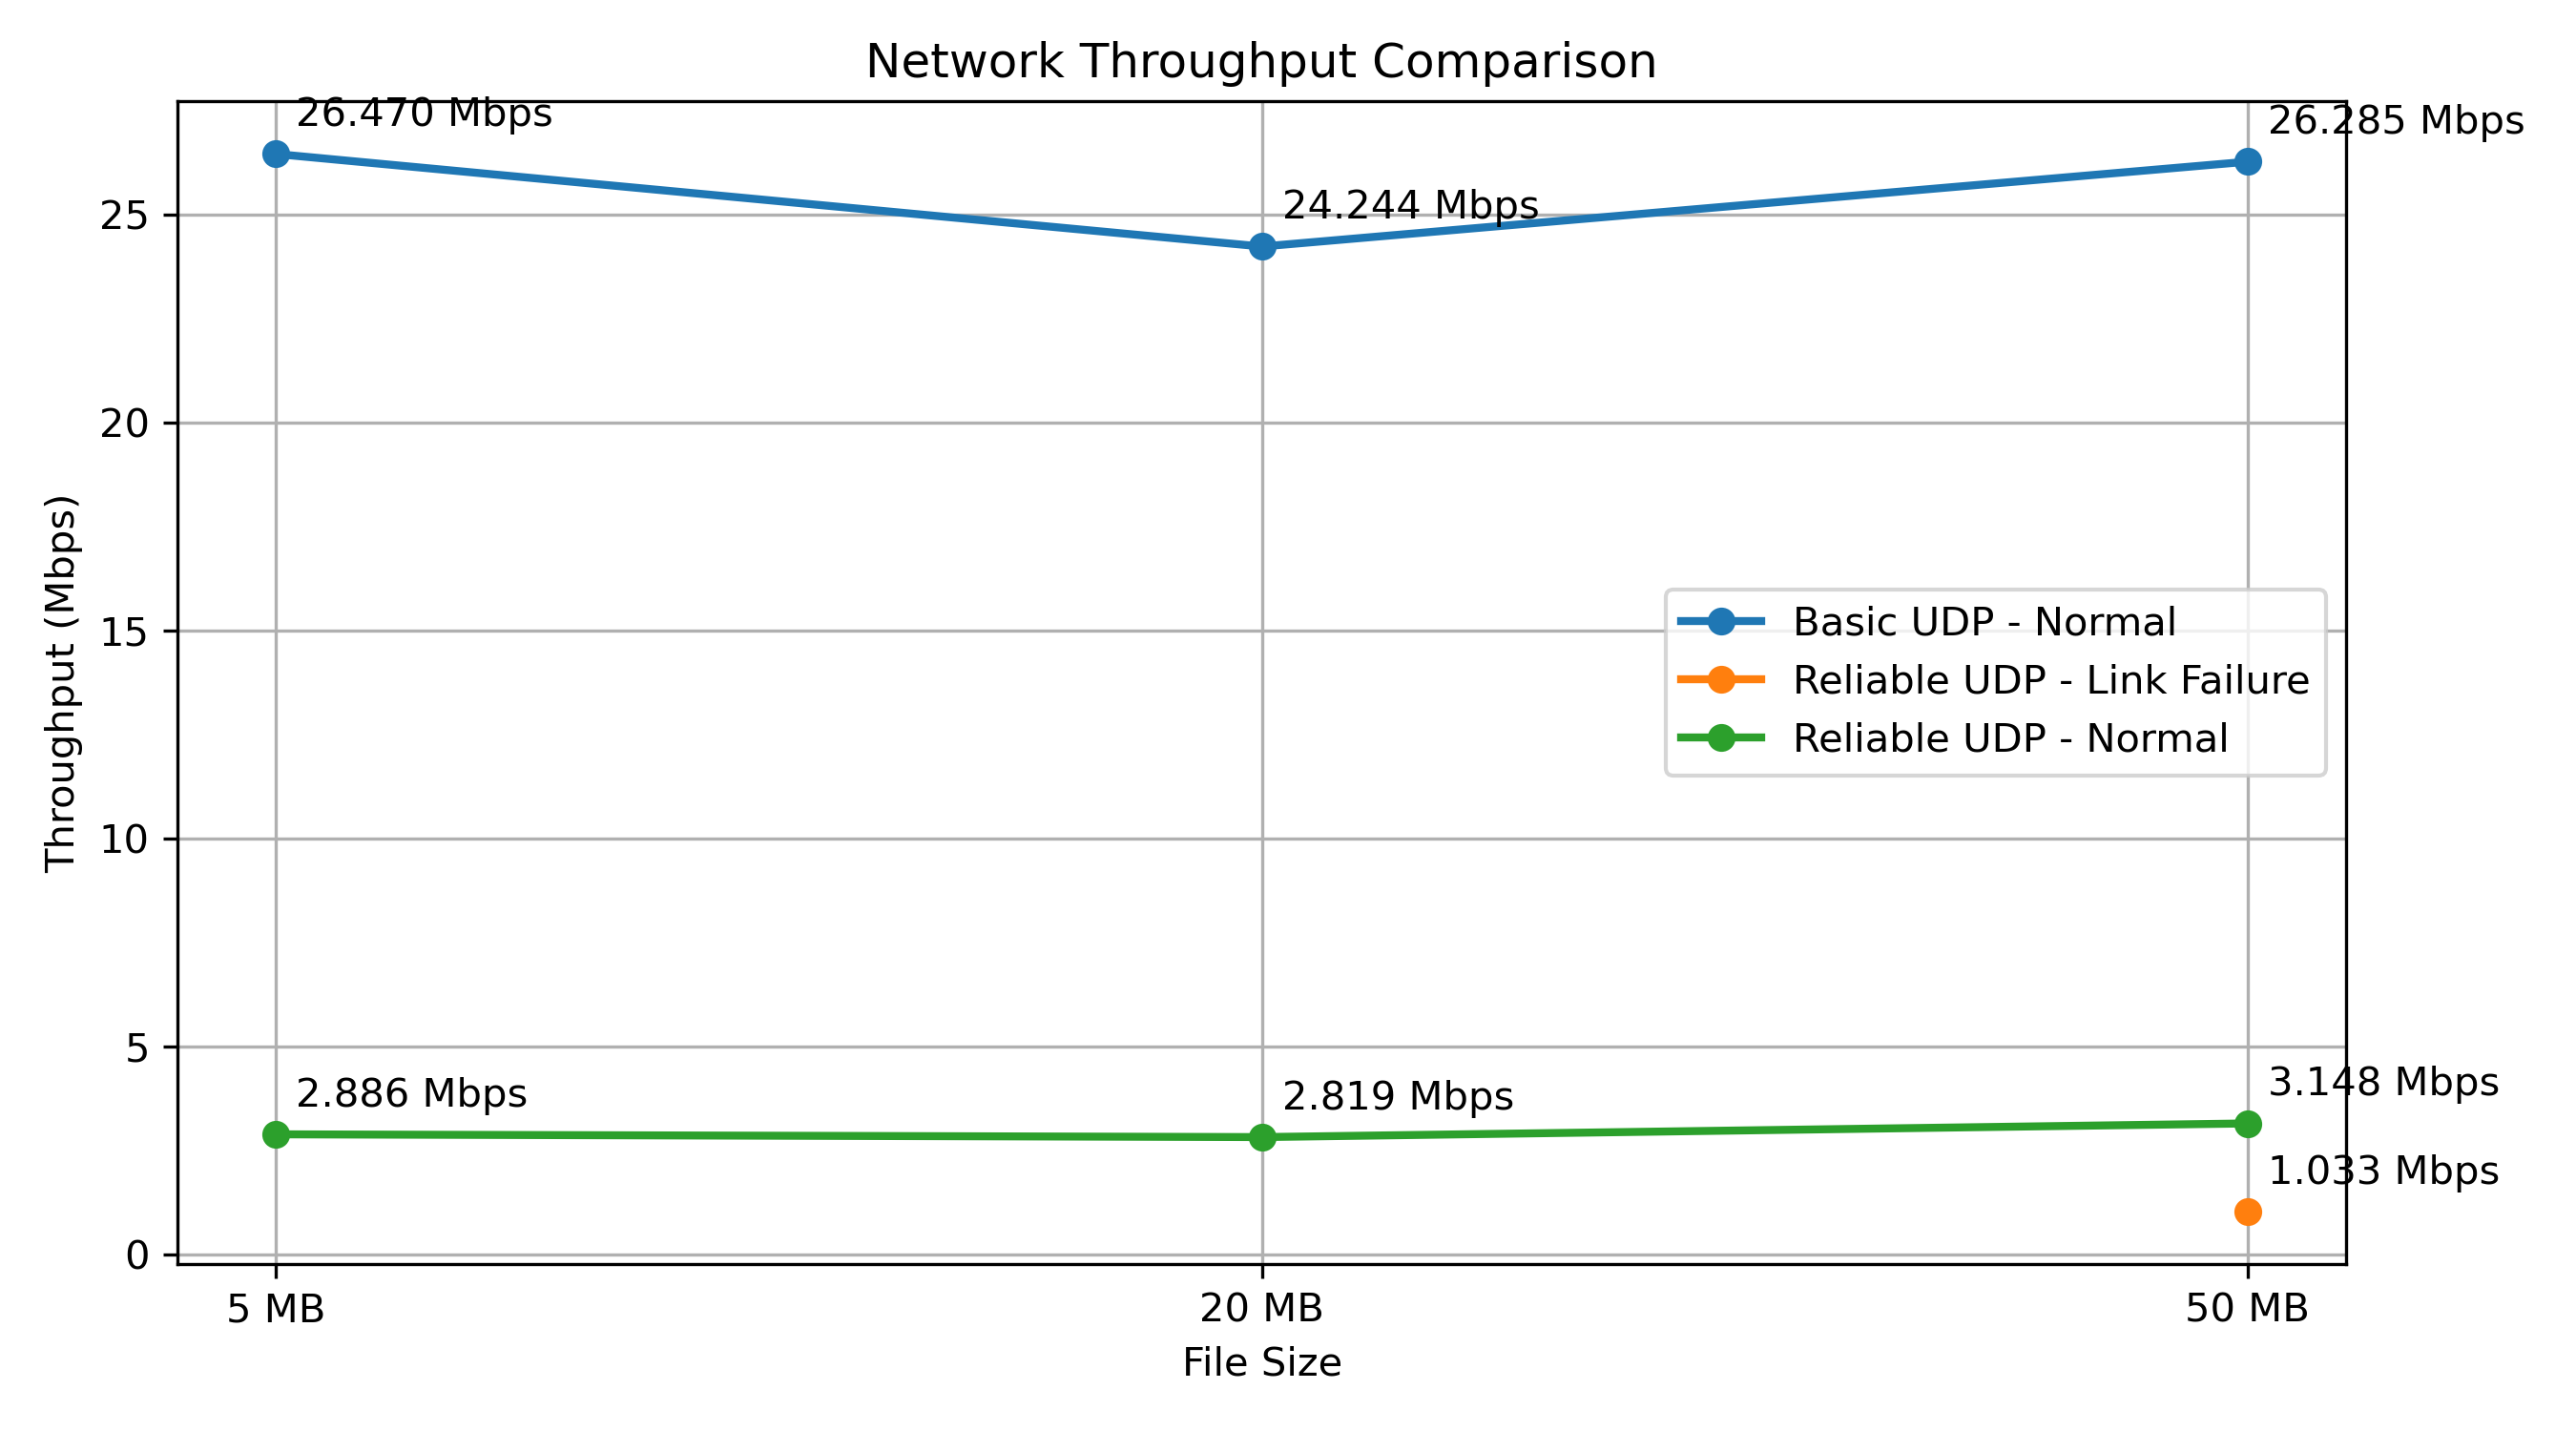 Network Throughput Comparison
26.470 Mbps
26.285 Mbps
24.244 Mbps
25
20
15
10
5
0
Throughput (Mbps)
Basic UDP - Normal
Reliable UDP - Link Failure
Reliable UDP - Normal
2.886 Mbps
2.819 Mbps
3.148 Mbps
1.033 Mbps
5 MB
20 MB
50 MB
File Size